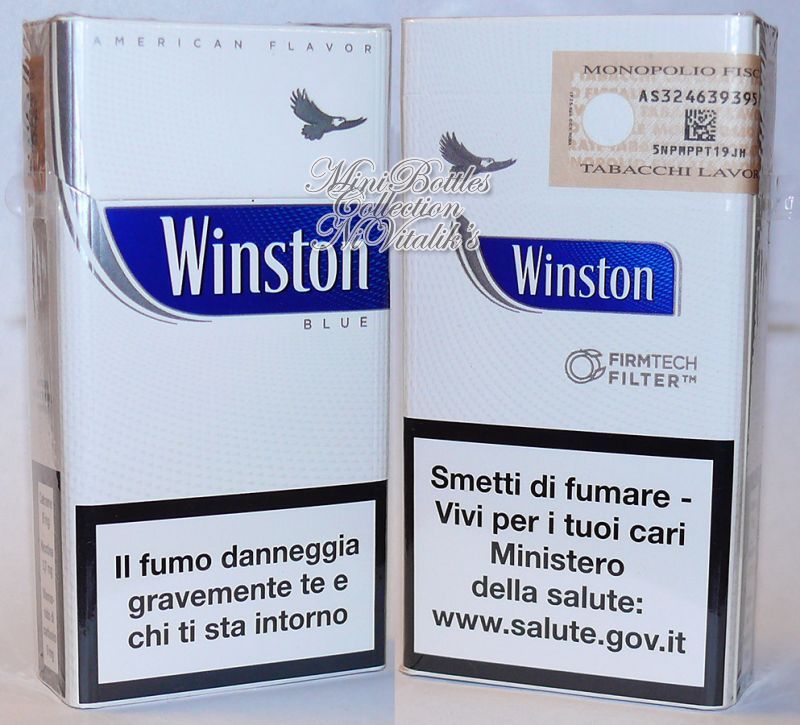 AMERICAN FLAVOR
Winston
BLUE
Il fumo danneggia
gravemente te e
chi ti sta intorno
MiniBottles
Collection
NiVitalik's
MONOPOLIO FISC
AS324639395
5NPMPPT19JH
TABACCHI LAVOR
Winston
FIRMTECH
FILTER™
Smetti di fumare -
Vivi per i tuoi cari
Ministero
della salute:
www.salute.gov.it